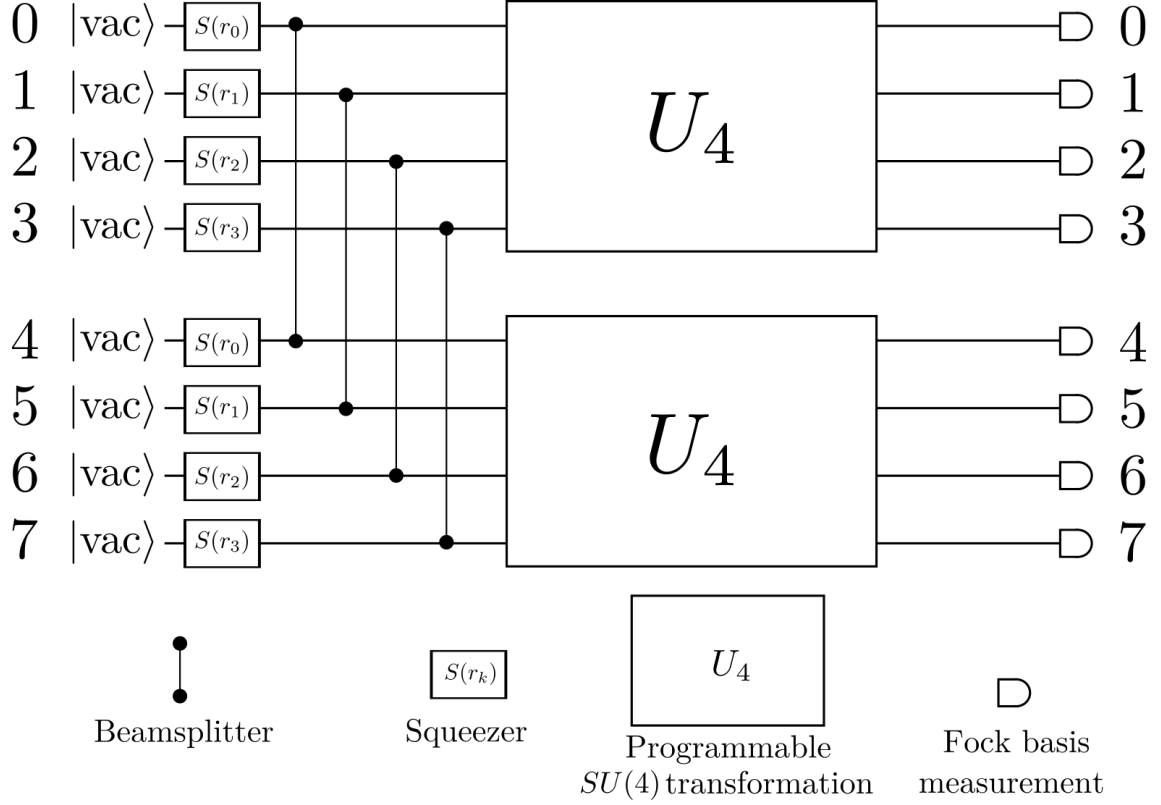 0 |vac⟩ S(r₀) 0
1 |vac⟩ S(r₁) 1
2 |vac⟩ S(r₂) 2
3 |vac⟩ S(r₃) 3
U₄
4 |vac⟩ S(r₀) 4
5 |vac⟩ S(r₁) 5
6 |vac⟩ S(r₂) 6
7 |vac⟩ S(r₃) 7
U₄
Beamsplitter
S(rₖ)
Squeezer
U₄
Programmable
SU(4) transformation
Fock basis
measurement